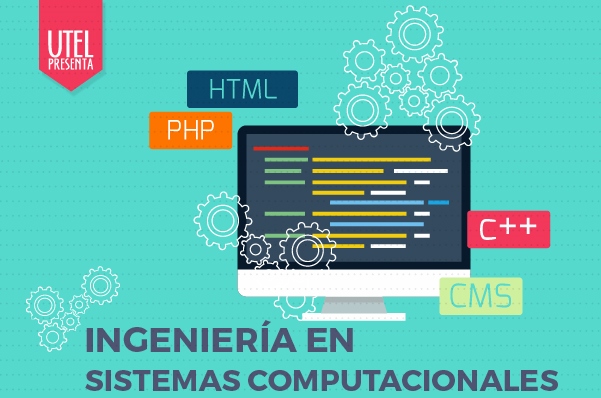 UTEL
PRESENTA
HTML
PHP
C++
CMS
INGENIERÍA EN
SISTEMAS COMPUTACIONALES